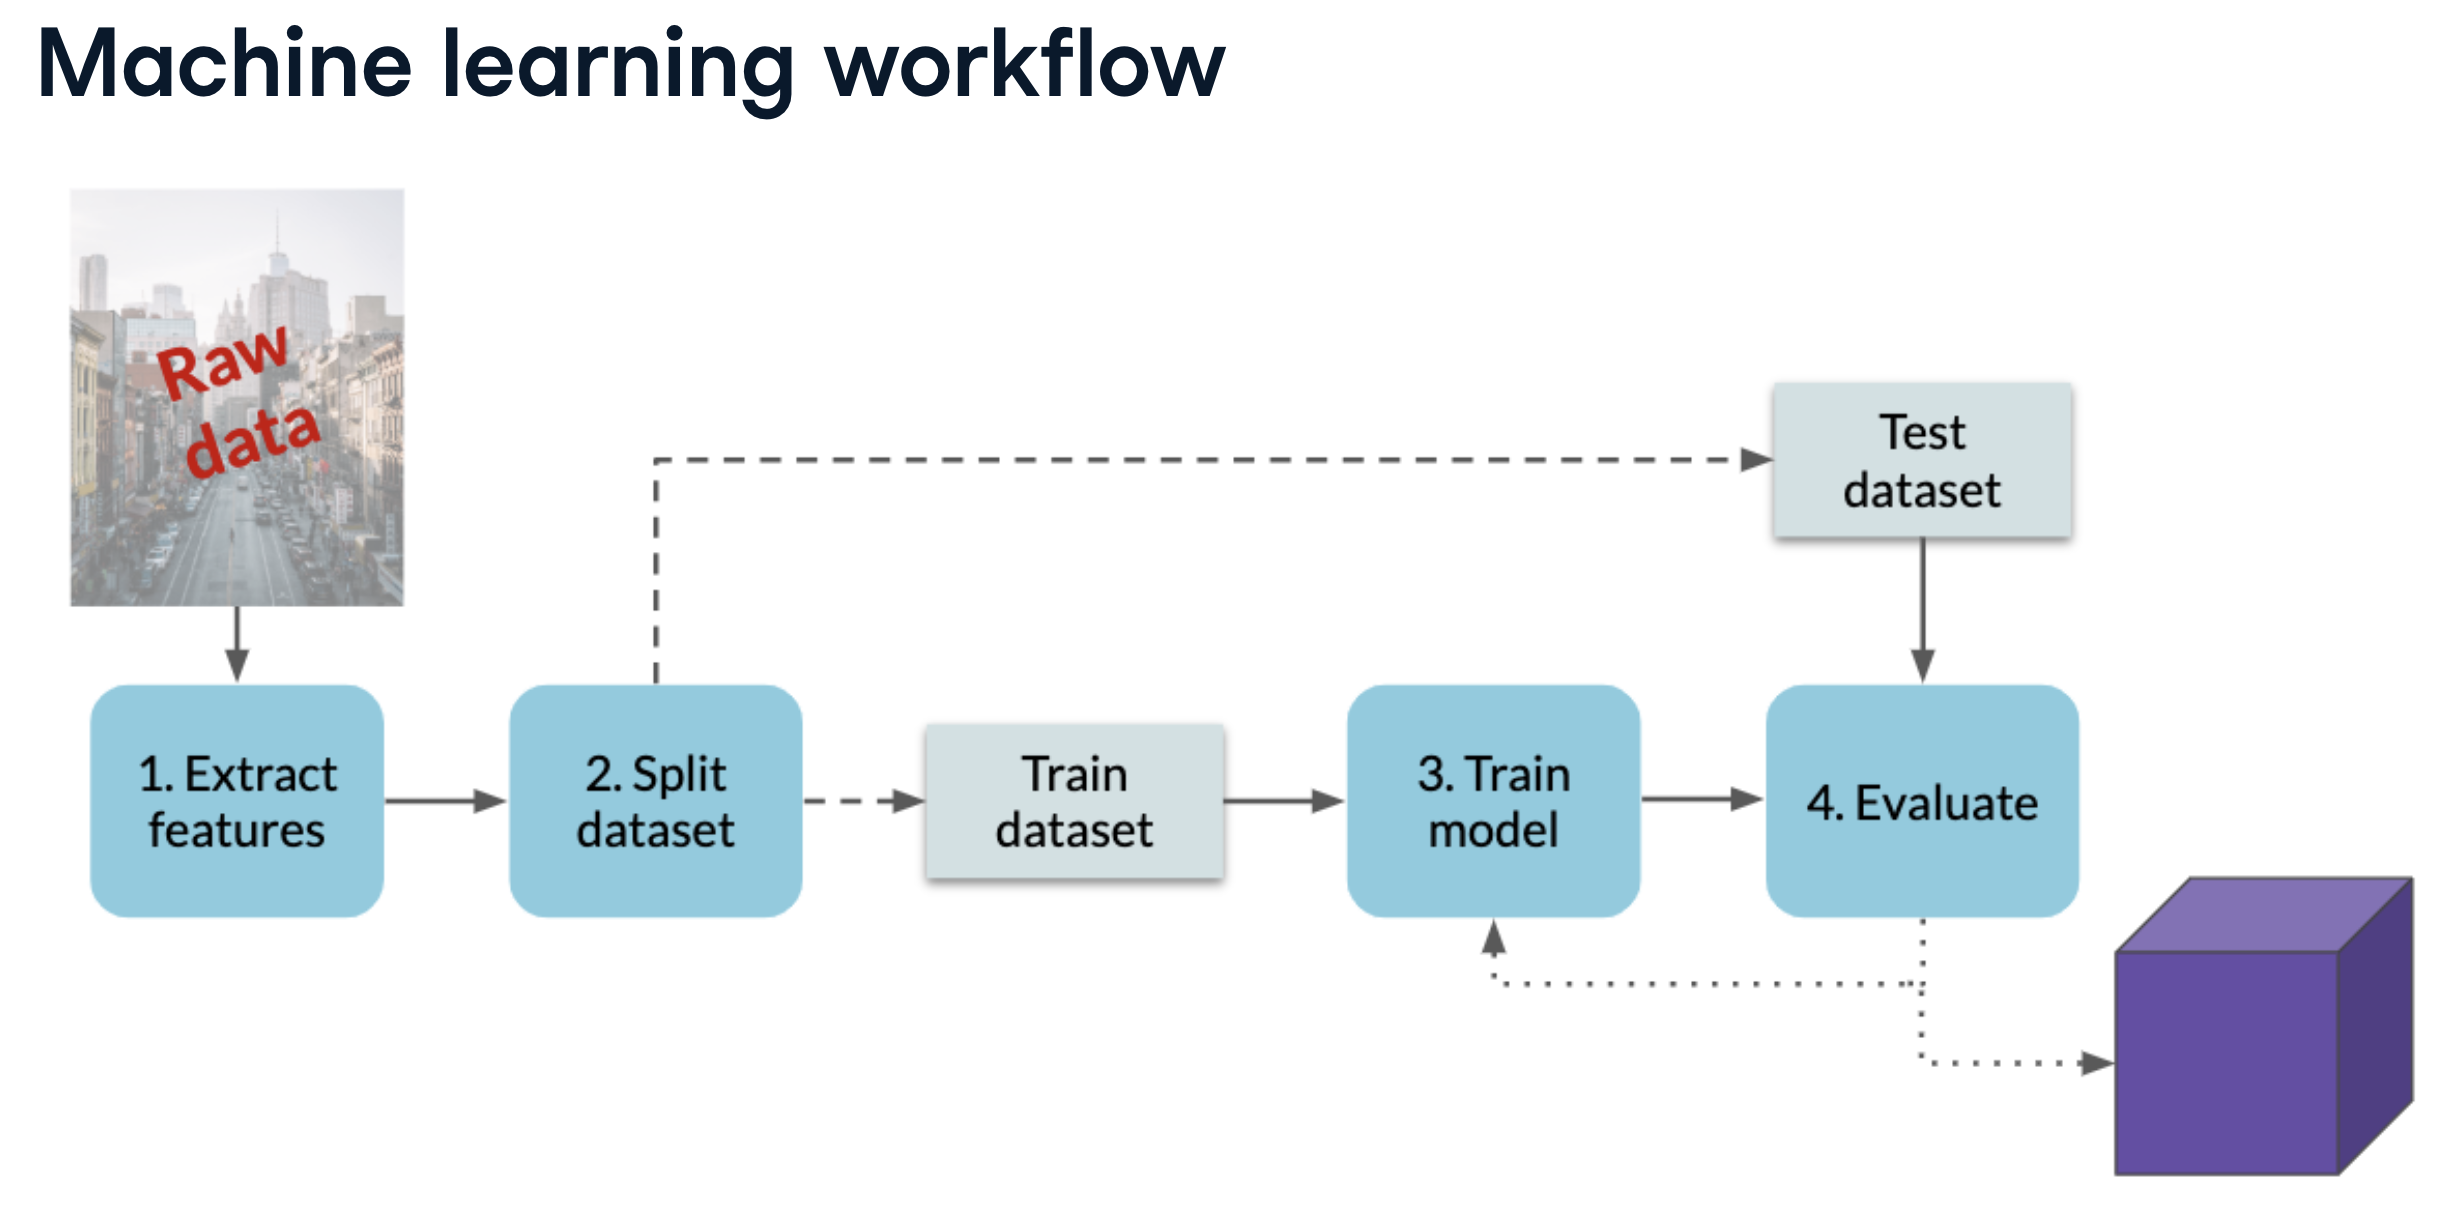 Machine learning workflow
Raw
data
Test
dataset
1. Extract
features
2. Split
dataset
Train
dataset
3. Train
model
4. Evaluate